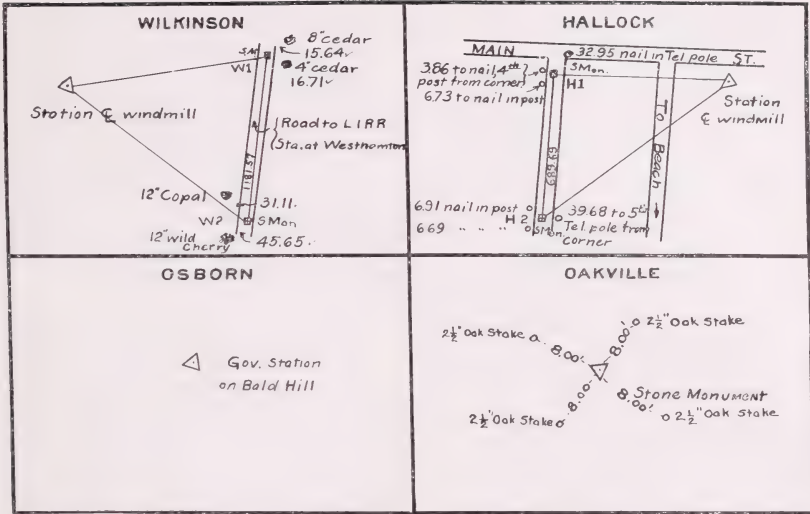 WILKINSON
8" cedar
15.64✓
S.M.
W1
4" cedar
16.71✓
Station ℄ windmill
Road to L I R R
Sta. at Westhampton
1181.57
12" Copal
31.11
W2
S Mon
12" wild
cherry
45.65
HALLOCK
MAIN
32.95 nail in Tel pole
ST.
3.86 to nail, 4th
post from corner
S Mon.
H1
6.73 to nail in post
Station
℄ windmill
To Beach
689.69
6.91 nail in post
H 2
39.68 to 5th
669 " " "
S Mon
Tel. pole from
corner
OSBORN
Gov. Station
on Bald Hill
OAKVILLE
2½" Oak Stake
2½" Oak Stake
8.00'
8.00'
Stone Monument
8.00'
8.00'
2½" Oak Stake
2½" Oak Stake